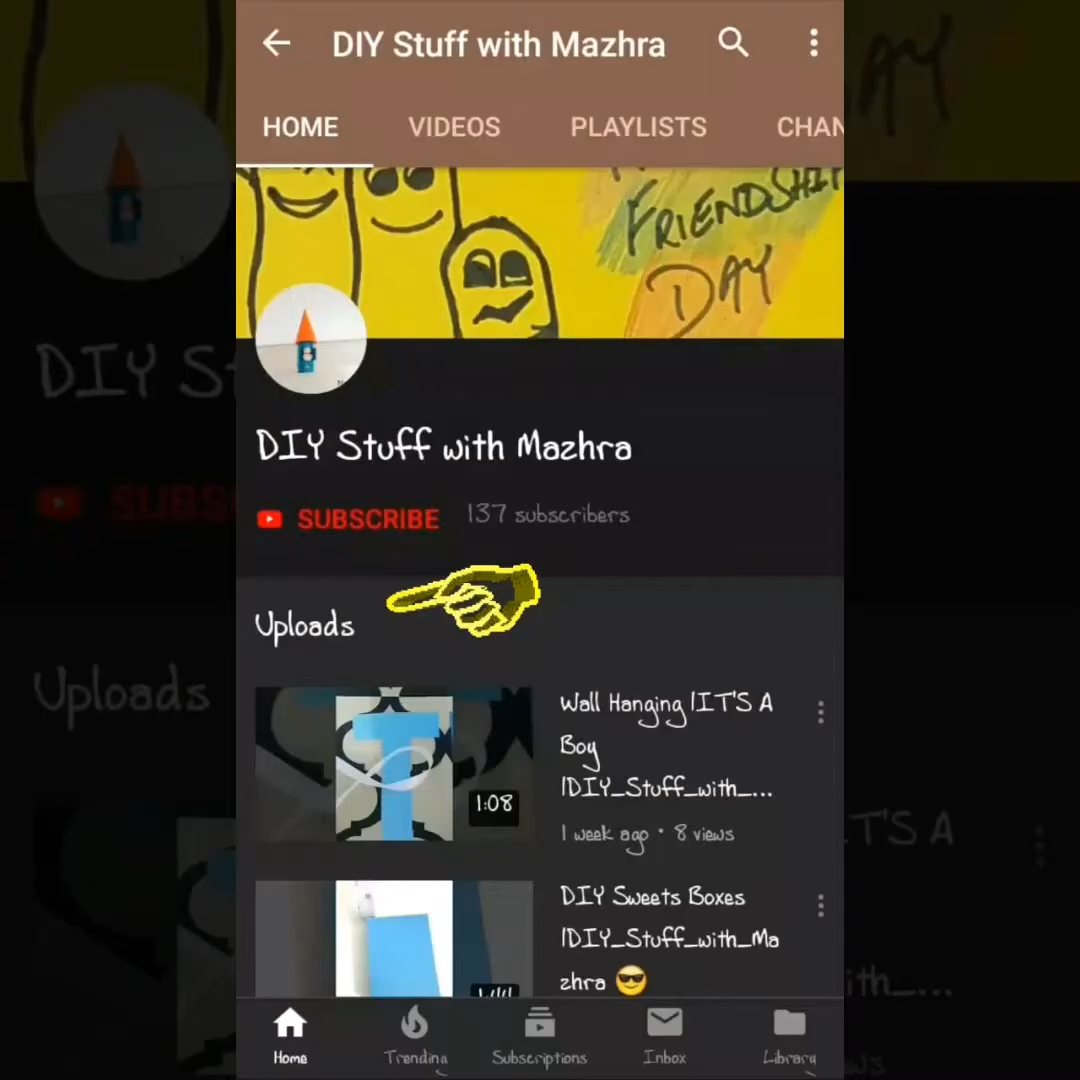 DIY Stuff with Mazhra
HOME VIDEOS PLAYLISTS CHAN
FRIENDSHIP
DAY
DIY Stuff with Mazhra
SUBSCRIBE 137 subscribers
Uploads
Wall Hanging |IT'S A
Boy
|DIY_Stuff_with_...
1:08
1 week ago · 8 views
DIY Sweets Boxes
|DIY_Stuff_with_Ma
zhra 😎
Home Trending Subscriptions Inbox Library